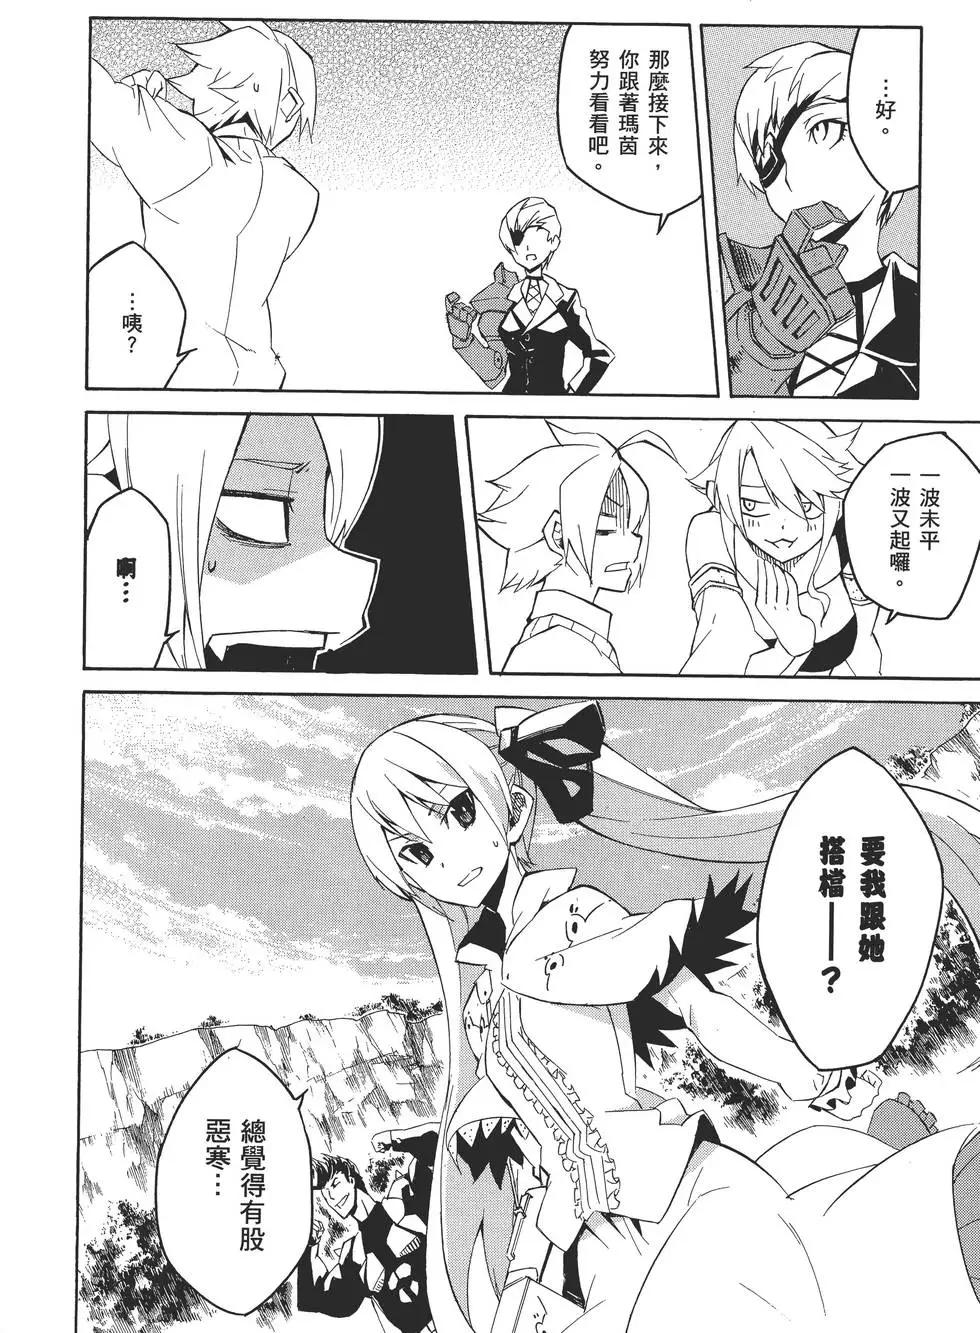 …好。
那麼接下來，
你跟著瑪茵
努力看看吧。
…咦？
一波未平
一波又起囉。
啊…
要我跟她
搭檔──？
總覺得有股
惡寒…